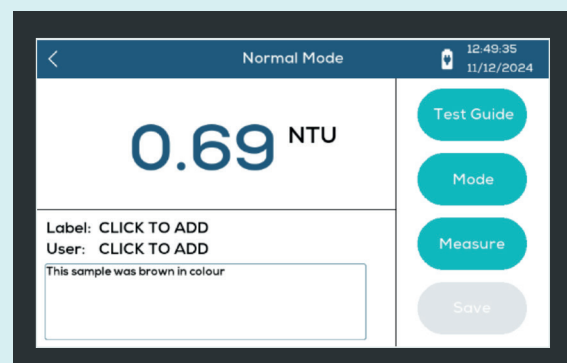 Normal Mode
12:49:35
11/12/2024
0.69 NTU
Label: CLICK TO ADD
User: CLICK TO ADD
This sample was brown in colour
Test Guide
Mode
Measure
Save